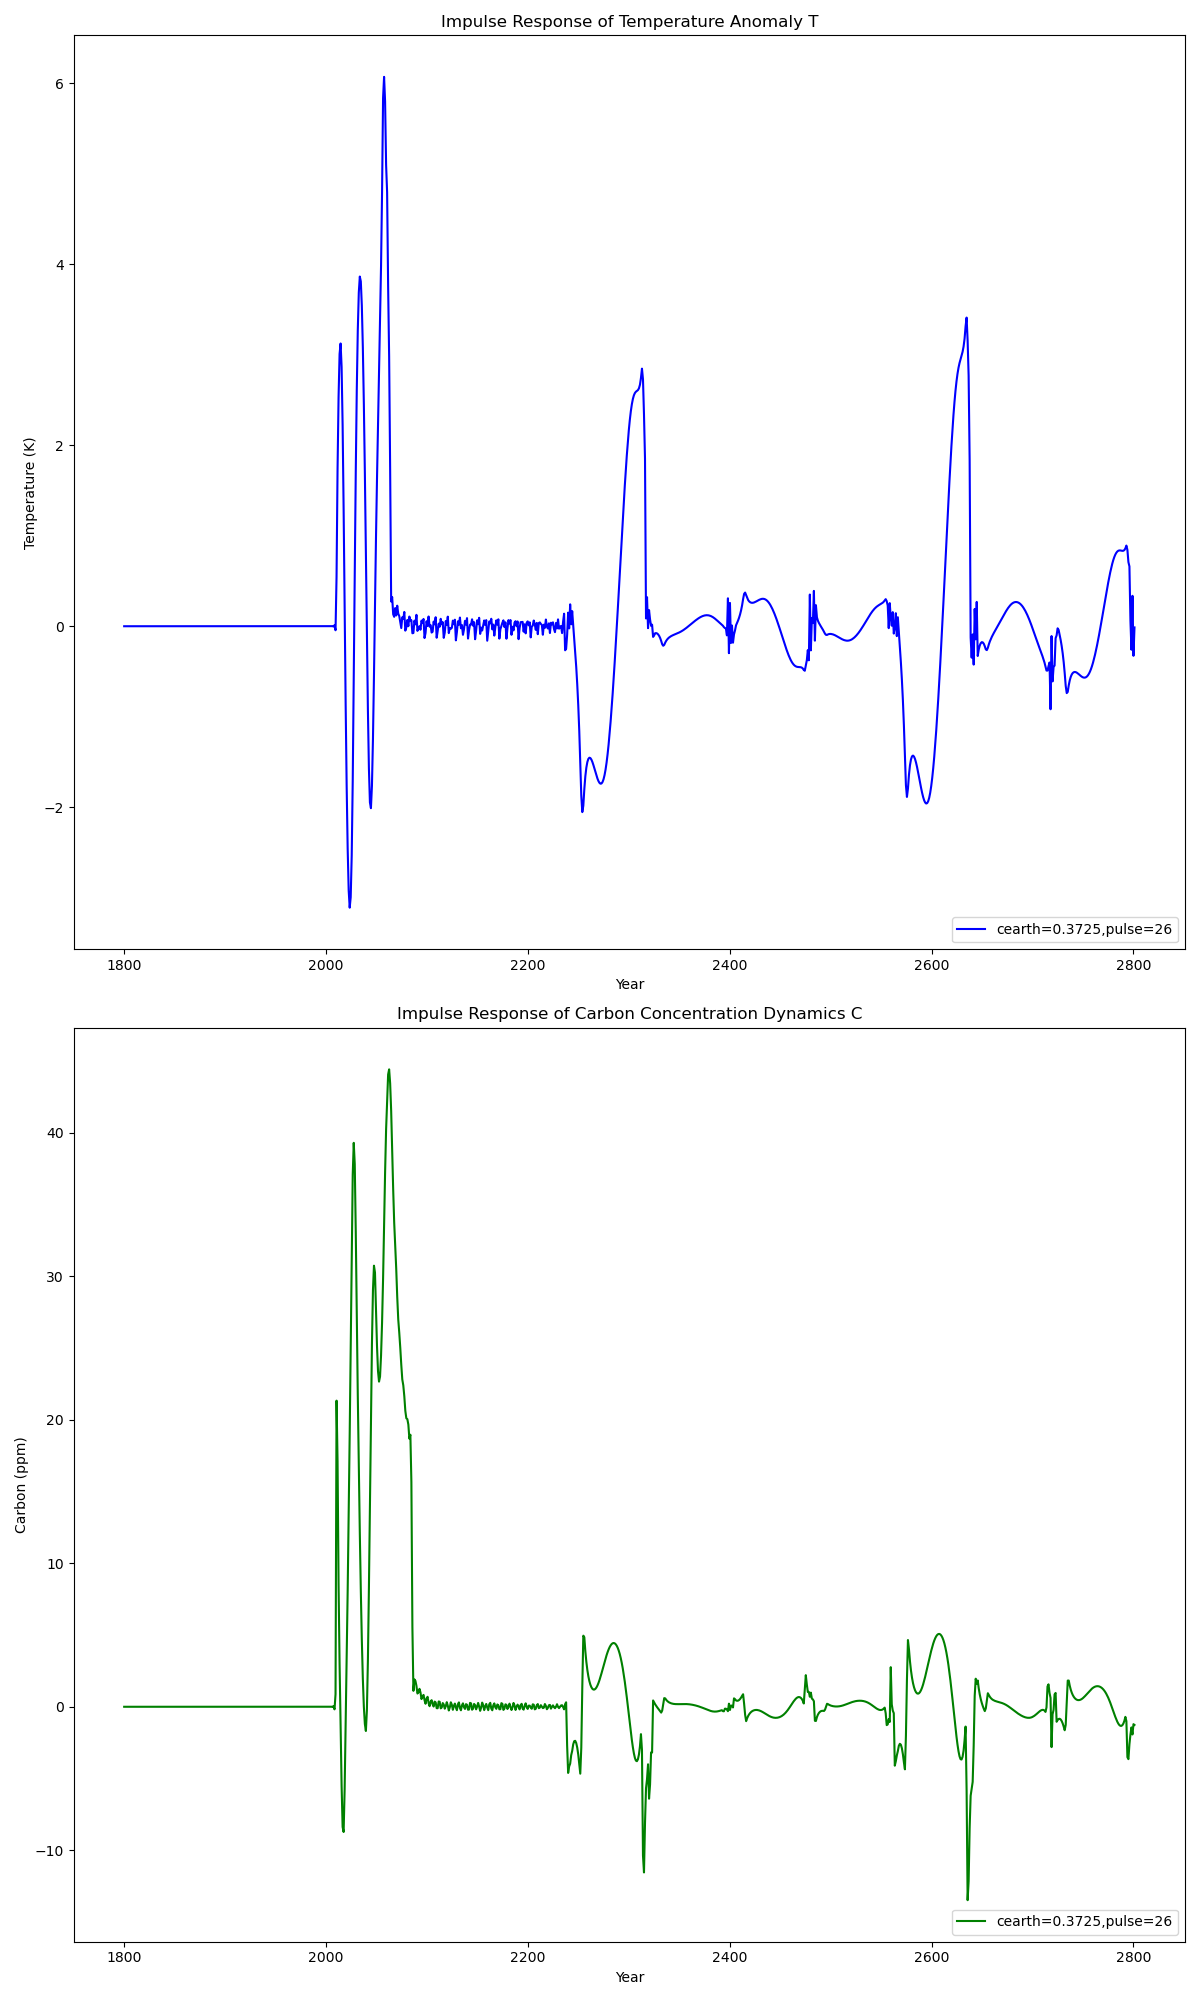 Impulse Response of Temperature Anomaly T
6
4
2
0
−2
Temperature (K)
cearth=0.3725,pulse=26
1800 2000 2200 2400 2600 2800
Year
Impulse Response of Carbon Concentration Dynamics C
40
30
20
10
0
−10
Carbon (ppm)
cearth=0.3725,pulse=26
1800 2000 2200 2400 2600 2800
Year